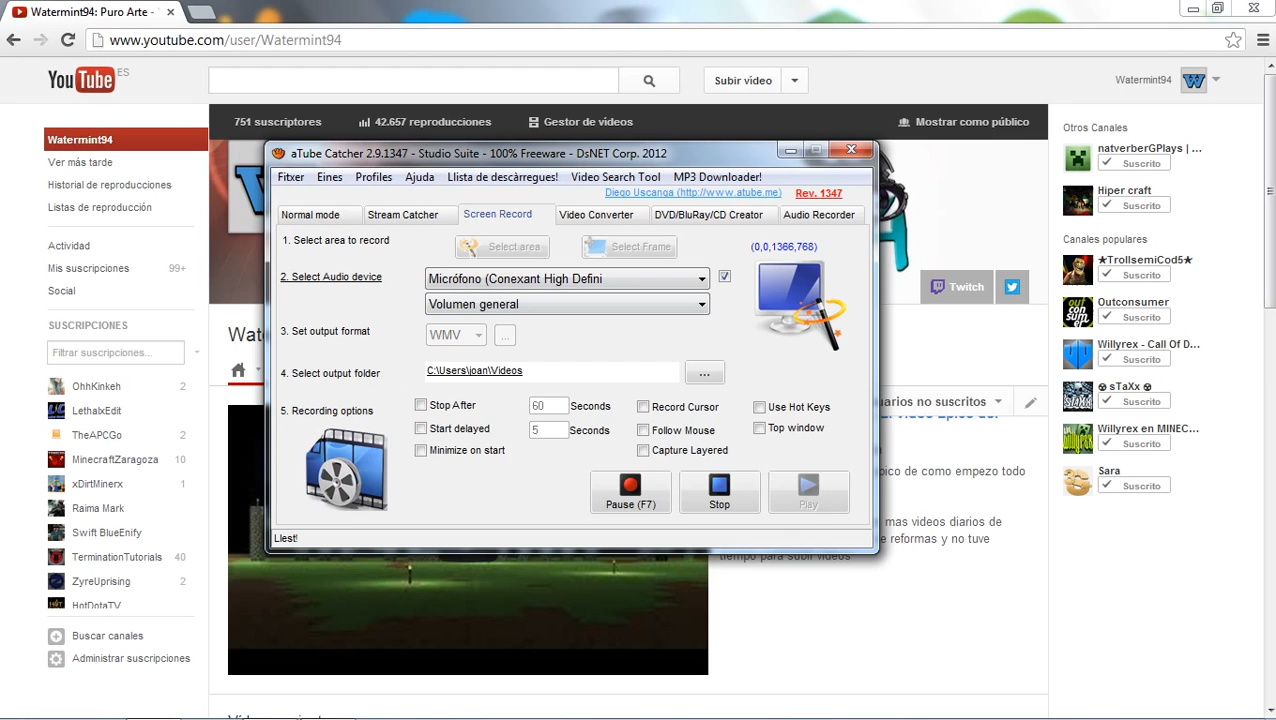 Watermint94: Puro Arte -
www.youtube.com/user/Watermint94
YouTube ES
Subir vídeo
Watermint94
751 suscriptores
42.657 reproducciones
Gestor de vídeos
Mostrar como público
Watermint94
Ver más tarde
Historial de reproducciones
Listas de reproducción
Actividad
Mis suscripciones 99+
Social
SUSCRIPCIONES
Filtrar suscripciones...
OhhKinkeh 2
LethalxEdit
TheAPCGo 2
MinecraftZaragoza 10
xDirtMinerx 2
Raima Mark
Swift BlueEnify
TerminationTutorials 40
ZyreUprising 2
HotDotaTV
Buscar canales
Administrar suscripciones
aTube Catcher 2.9.1347 - Studio Suite - 100% Freeware - DsNET Corp. 2012
Fitxer Eines Profiles Ajuda Llista de descàrregues! Video Search Tool MP3 Downloader!
Diego Uscanga (http://www.atube.me) Rev. 1347
Normal mode Stream Catcher Screen Record Video Converter DVD/BluRay/CD Creator Audio Recorder
1. Select area to record
Select area
Select Frame
(0,0,1366,768)
2. Select Audio device
Micrófono (Conexant High Defini
Volumen general
3. Set output format
WMV
...
4. Select output folder
C:\Users\joan\Videos
...
5. Recording options
Stop After 60 Seconds
Record Cursor
Use Hot Keys
Start delayed 5 Seconds
Follow Mouse
Top window
Minimize on start
Capture Layered
Pause (F7)
Stop
Play
Llest!
Wat
Twitch
uarios no suscritos
El video Epico del
pico de como empezo todo
mas videos diarios de
e reformas y no tuve
tiempo para subir videos
Otros Canales
natverberGPlays | ...
Suscrito
Hiper craft
Suscrito
Canales populares
★TrollsemiCod5★
Suscrito
Outconsumer
Suscrito
Willyrex - Call Of D...
Suscrito
☢ sTaXx ☢
Suscrito
Willyrex en MINEC...
Suscrito
Sara
Suscrito